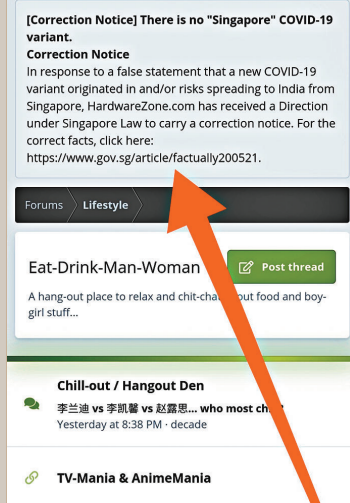 [Correction Notice] There is no "Singapore" COVID-19
variant.
Correction Notice
In response to a false statement that a new COVID-19
variant originated in and/or risks spreading to India from
Singapore, HardwareZone.com has received a Direction
under Singapore Law to carry a correction notice. For the
correct facts, click here:
https://www.gov.sg/article/factually200521.
Forums Lifestyle
Eat-Drink-Man-Woman
Post thread
A hang-out place to relax and chit-chat about food and boy-
girl stuff...
Chill-out / Hangout Den
李兰迪 vs 李凯馨 vs 赵露思... who most
Yesterday at 8:38 PM · decade
TV-Mania & AnimeMania